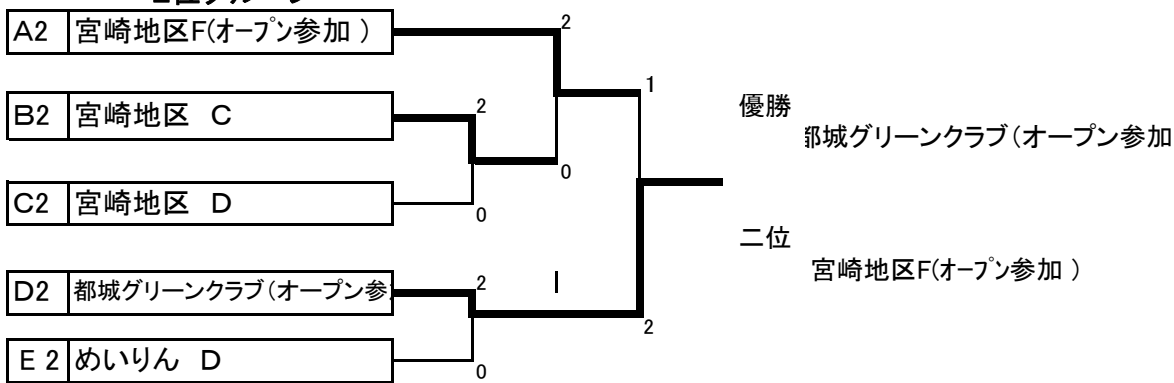 A2 宮崎地区F(オープン参加 )
2
1
B2 宮崎地区 C
2
優勝
都城グリーンクラブ(オープン参加
0
C2 宮崎地区 D
0
二位
宮崎地区F(オープン参加 )
D2 都城グリーンクラブ(オープン参
2
2
E 2 めいりん D
0